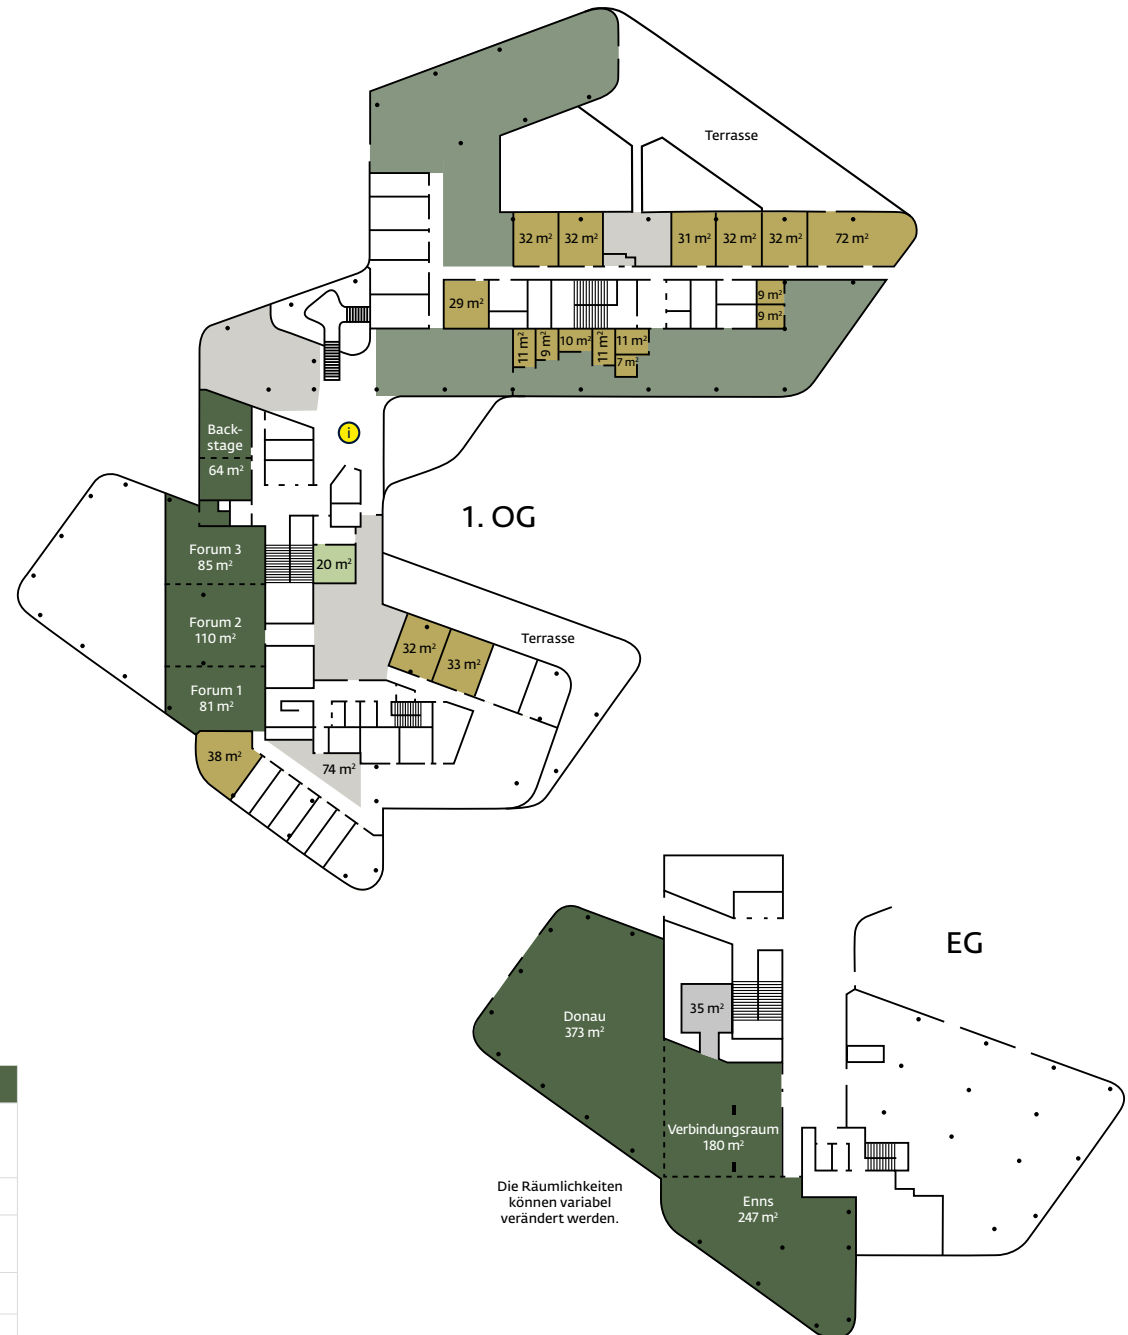 Terrasse
32 m²
32 m²
31 m²
32 m²
32 m²
72 m²
29 m²
9 m²
9 m²
11 m²
9 m²
10 m²
11 m²
11 m²
7 m²
i
Back-
stage
64 m²
1. OG
Forum 3
85 m²
20 m²
Forum 2
110 m²
Terrasse
32 m²
33 m²
Forum 1
81 m²
38 m²
74 m²
EG
35 m²
Donau
373 m²
Verbindungsraum
180 m²
Die Räumlichkeiten
können variabel
verändert werden.
Enns
247 m²